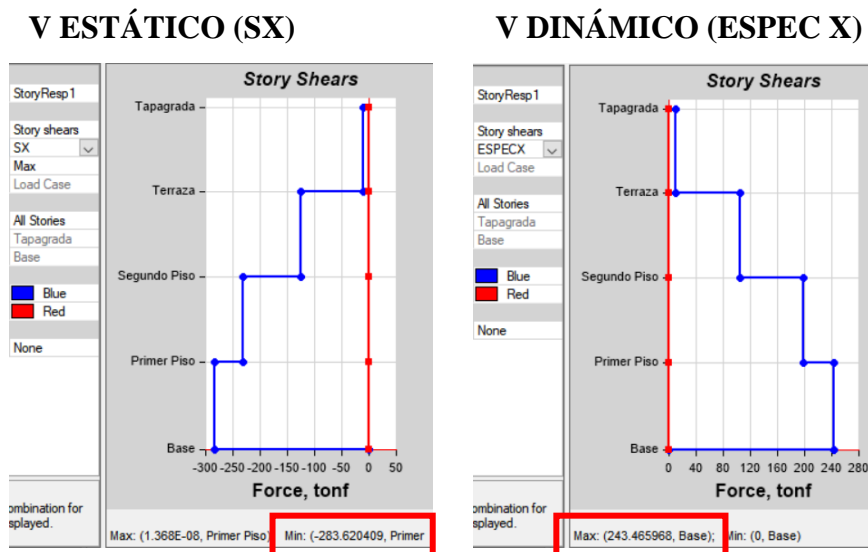 V ESTÁTICO (SX)
StoryResp1
Story shears
SX
Max
Load Case
All Stories
Tapagrada
Base
Blue
Red
None
ombination for
splayed.
Story Shears
Tapagrada
Terraza
Segundo Piso
Primer Piso
Base
-300 -250 -200 -150 -100 -50 0 50
Force, tonf
Max: (1.368E-08, Primer Piso) Min: (-283.620409, Primer
V DINÁMICO (ESPEC X)
StoryResp1
Story shears
ESPECX
Load Case
All Stories
Tapagrada
Base
Blue
Red
None
ombination for
splayed.
Story Shears
Tapagrada
Terraza
Segundo Piso
Primer Piso
Base
0 40 80 120 160 200 240 280
Force, tonf
Max: (243.465968, Base); Min: (0, Base)